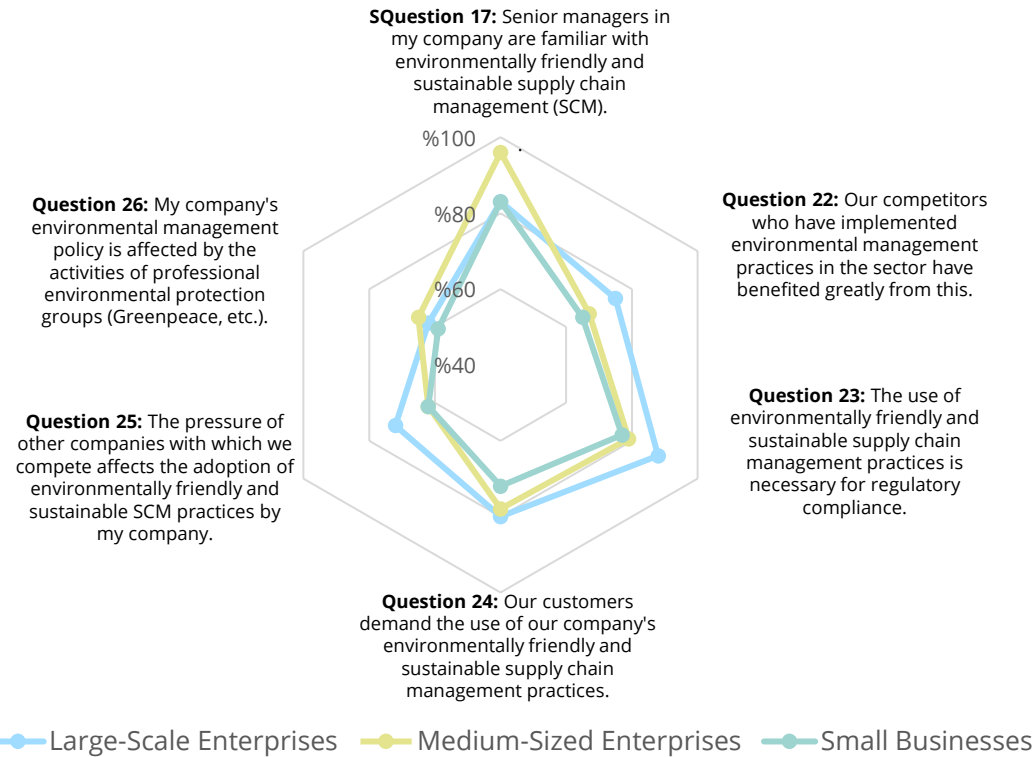 SQuestion 17: Senior managers in
my company are familiar with
environmentally friendly and
sustainable supply chain
management (SCM).
%100
%80
%60
%40
Question 22: Our competitors
who have implemented
environmental management
practices in the sector have
benefited greatly from this.
Question 23: The use of
environmentally friendly and
sustainable supply chain
management practices is
necessary for regulatory
compliance.
Question 24: Our customers
demand the use of our company's
environmentally friendly and
sustainable supply chain
management practices.
Question 25: The pressure of
other companies with which we
compete affects the adoption of
environmentally friendly and
sustainable SCM practices by
my company.
Question 26: My company's
environmental management
policy is affected by the
activities of professional
environmental protection
groups (Greenpeace, etc.).
Large-Scale Enterprises
Medium-Sized Enterprises
Small Businesses